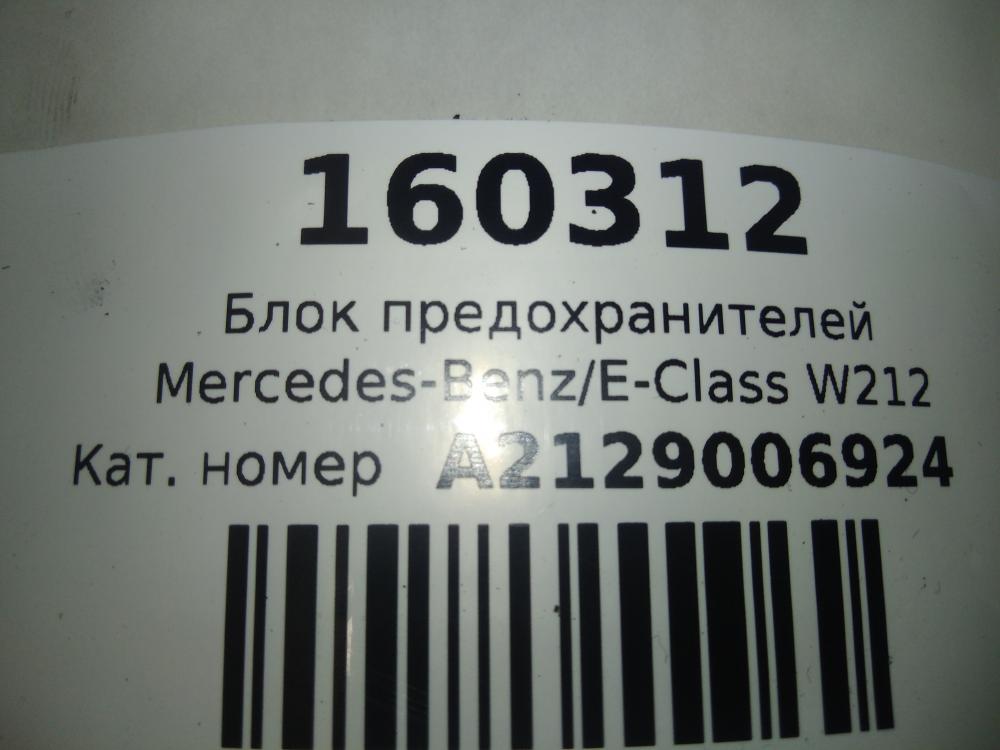 160312
Блок предохранителей
Mercedes-Benz/E-Class W212
Кат. номер A2129006924